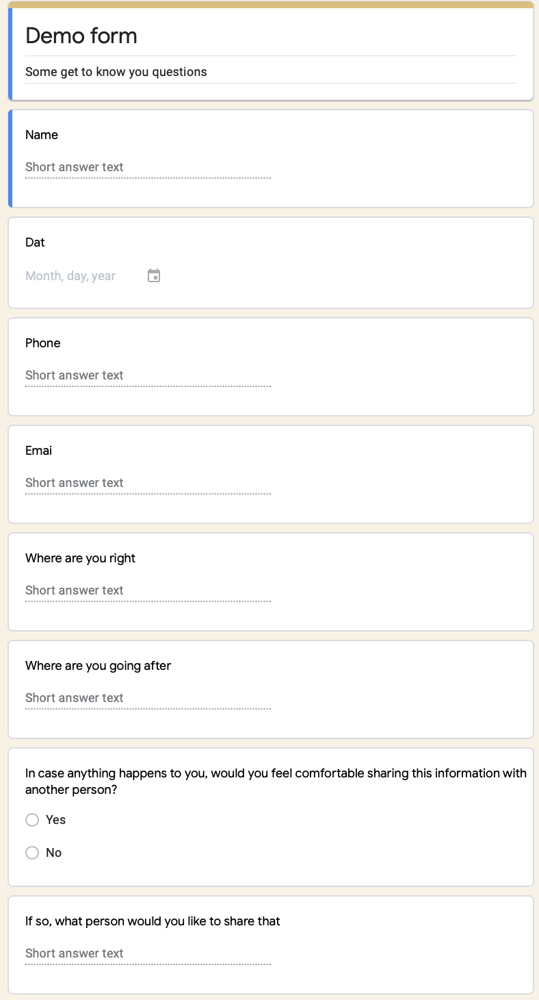 Demo form
Some get to know you questions
Name
Short answer text
Dat
Month, day, year
Phone
Short answer text
Emai
Short answer text
Where are you right
Short answer text
Where are you going after
Short answer text
In case anything happens to you, would you feel comfortable sharing this information with
another person?
Yes
No
If so, what person would you like to share that
Short answer text